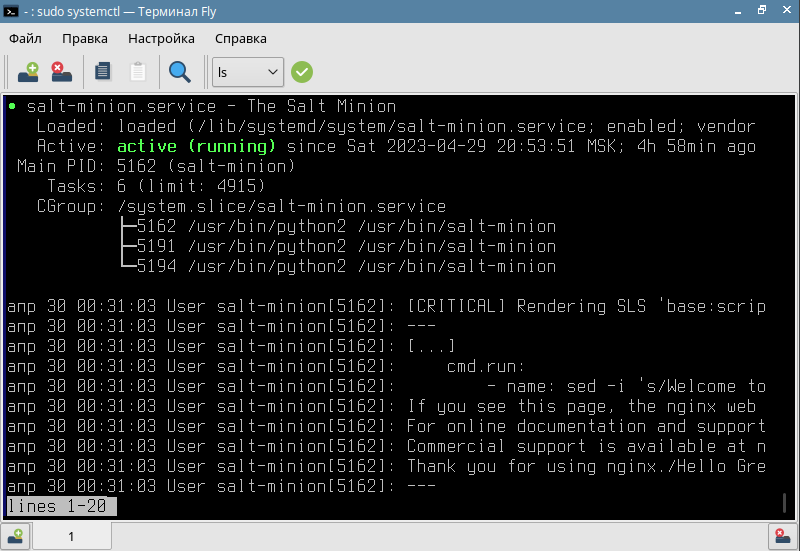 - : sudo systemctl — Терминал Fly
Файл Правка Настройка Справка
ls
● salt-minion.service - The Salt Minion
Loaded: loaded (/lib/systemd/system/salt-minion.service; enabled; vendor
Active: active (running) since Sat 2023-04-29 20:53:51 MSK; 4h 58min ago
Main PID: 5162 (salt-minion)
Tasks: 6 (limit: 4915)
CGroup: /system.slice/salt-minion.service
├─5162 /usr/bin/python2 /usr/bin/salt-minion
├─5191 /usr/bin/python2 /usr/bin/salt-minion
└─5194 /usr/bin/python2 /usr/bin/salt-minion
апр 30 00:31:03 User salt-minion[5162]: [CRITICAL] Rendering SLS 'base:scrip
апр 30 00:31:03 User salt-minion[5162]: ---
апр 30 00:31:03 User salt-minion[5162]: [...]
апр 30 00:31:03 User salt-minion[5162]: cmd.run:
апр 30 00:31:03 User salt-minion[5162]: - name: sed -i 's/Welcome to
апр 30 00:31:03 User salt-minion[5162]: If you see this page, the nginx web
апр 30 00:31:03 User salt-minion[5162]: For online documentation and support
апр 30 00:31:03 User salt-minion[5162]: Commercial support is available at n
апр 30 00:31:03 User salt-minion[5162]: Thank you for using nginx./Hello Gre
апр 30 00:31:03 User salt-minion[5162]: ---
lines 1-20
1